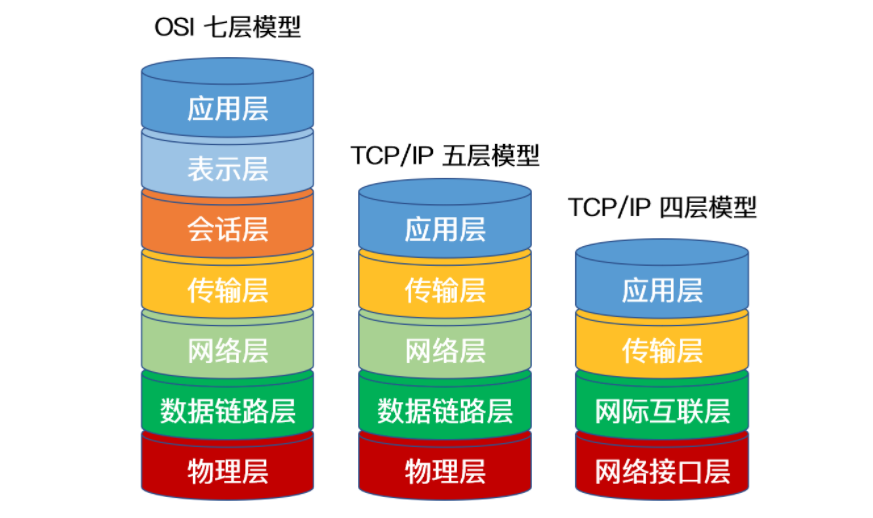 OSI 七层模型
应用层
表示层
会话层
传输层
网络层
数据链路层
物理层
TCP/IP 五层模型
应用层
传输层
网络层
数据链路层
物理层
TCP/IP 四层模型
应用层
传输层
网际互联层
网络接口层